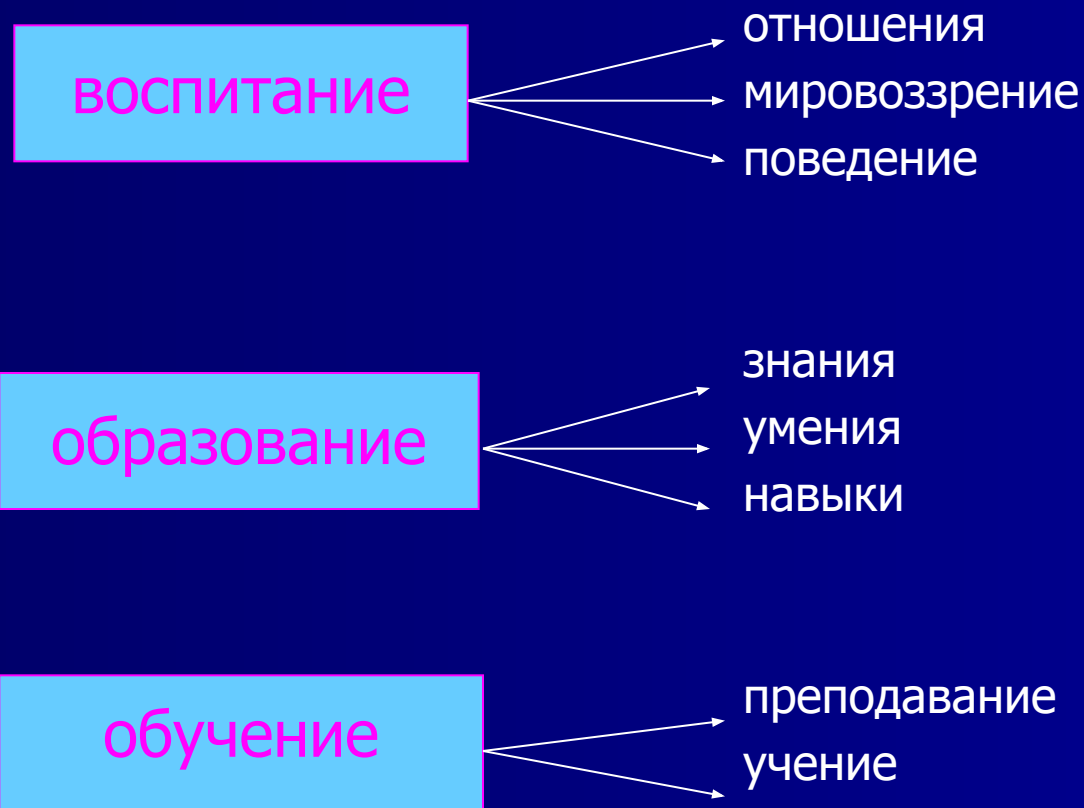 воспитание
отношения
мировоззрение
поведение
образование
знания
умения
навыки
обучение
преподавание
учение